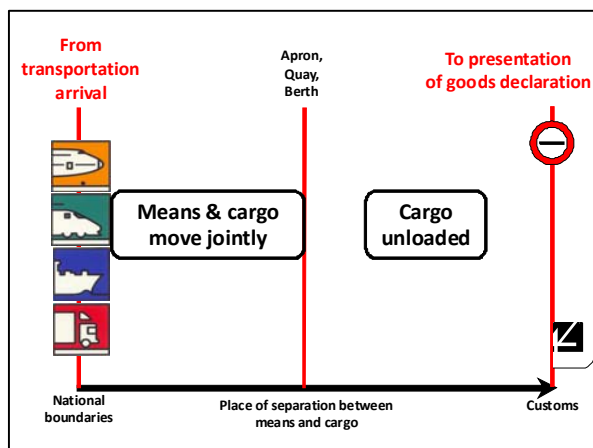 From
transportation
arrival
Apron,
Quay,
Berth
To presentation
of goods declaration
Means & cargo
move jointly
Cargo
unloaded
National
boundaries
Place of separation between
means and cargo
Customs